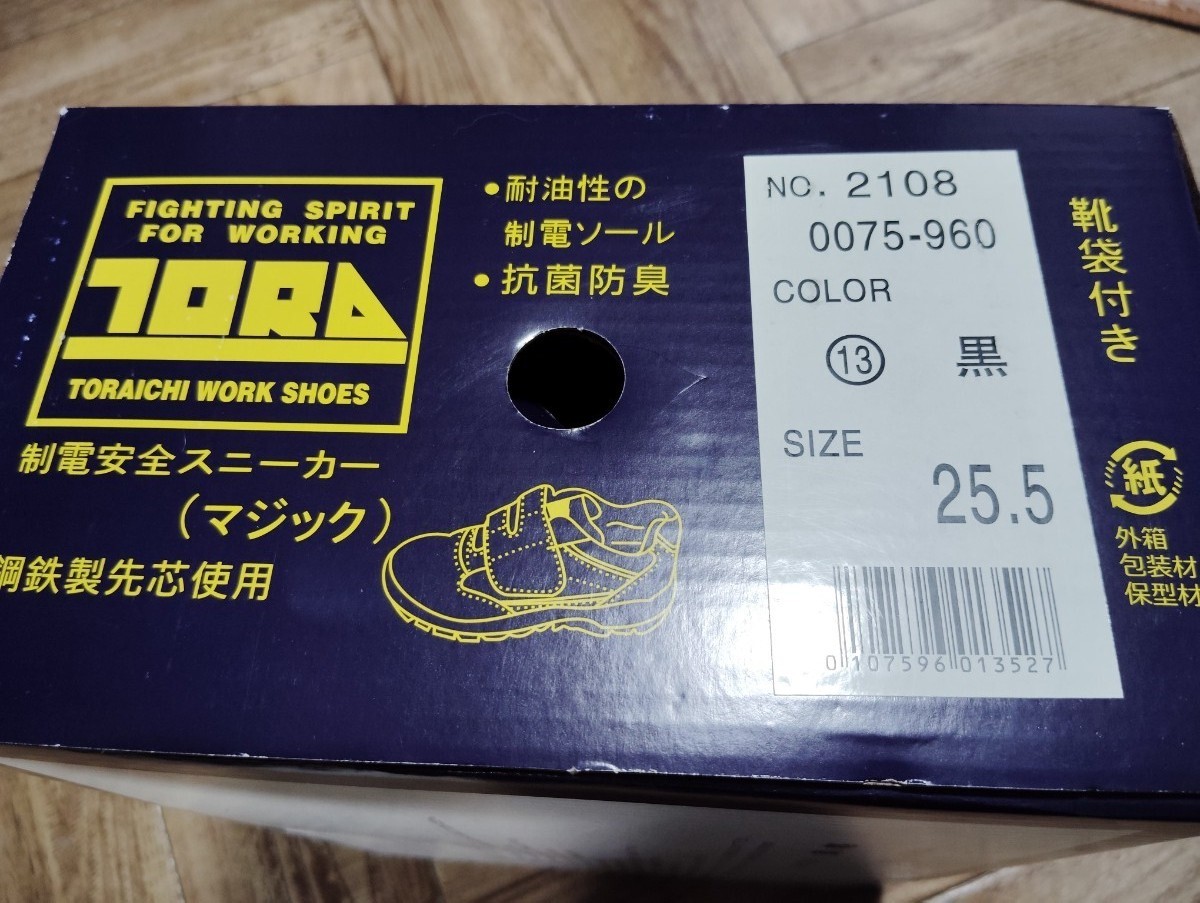 FIGHTING SPIRIT
FOR WORKING
TORA
TORAICHI WORK SHOES
制電安全スニーカー
（マジック）
鋼鉄製先芯使用
●耐油性の
制電ソール
●抗菌防臭
NO. 2108
0075-960
COLOR
⑬ 黒
SIZE
25.5
0 107596 013527
靴袋付き
紙
外箱
包装材
保型材